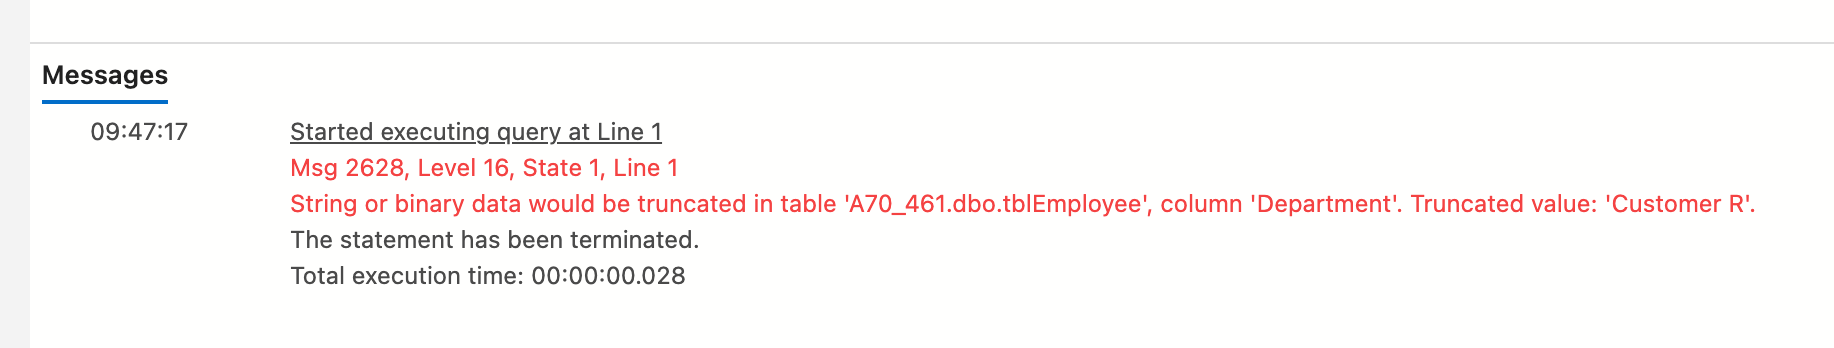 Messages
09:47:17 Started executing query at Line 1
Msg 2628, Level 16, State 1, Line 1
String or binary data would be truncated in table 'A70_461.dbo.tblEmployee', column 'Department'. Truncated value: 'Customer R'.
The statement has been terminated.
Total execution time: 00:00:00.028